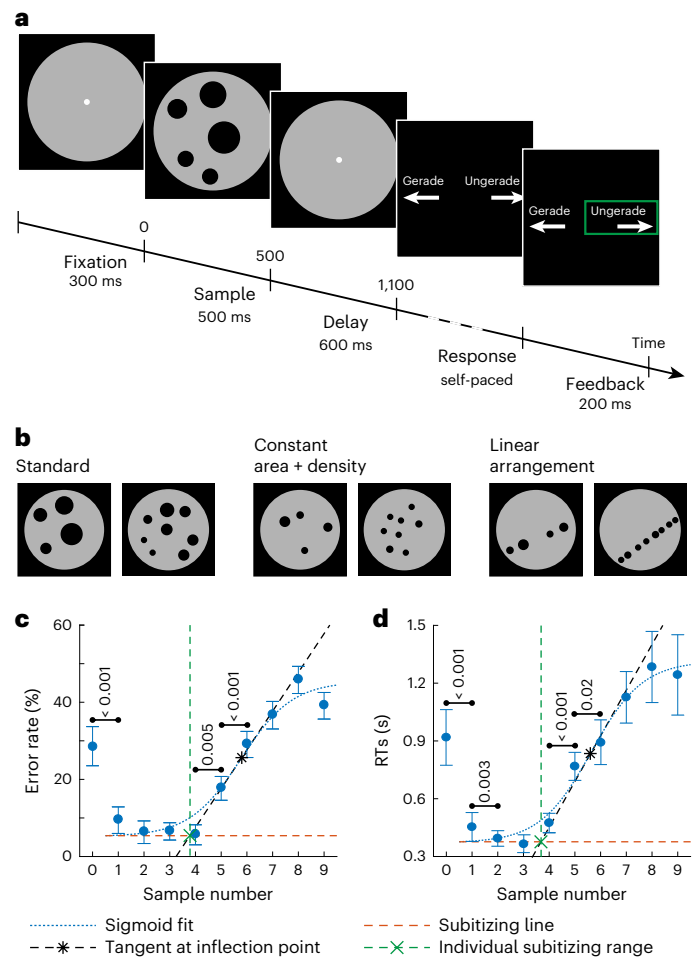 a
Gerade
Ungerade
Gerade
Ungerade
0
500
1,100
Time
Fixation
300 ms
Sample
500 ms
Delay
600 ms
Response
self-paced
Feedback
200 ms
b
Standard
Constant
area + density
Linear
arrangement
c
60
40
20
0
Error rate (%)
< 0.001
0.005
< 0.001
0 1 2 3 4 5 6 7 8 9
Sample number
d
1.5
1.2
0.9
0.6
0.3
RTs (s)
< 0.001
0.003
< 0.001
0.02
0 1 2 3 4 5 6 7 8 9
Sample number
Sigmoid fit
Tangent at inflection point
Subitizing line
Individual subitizing range